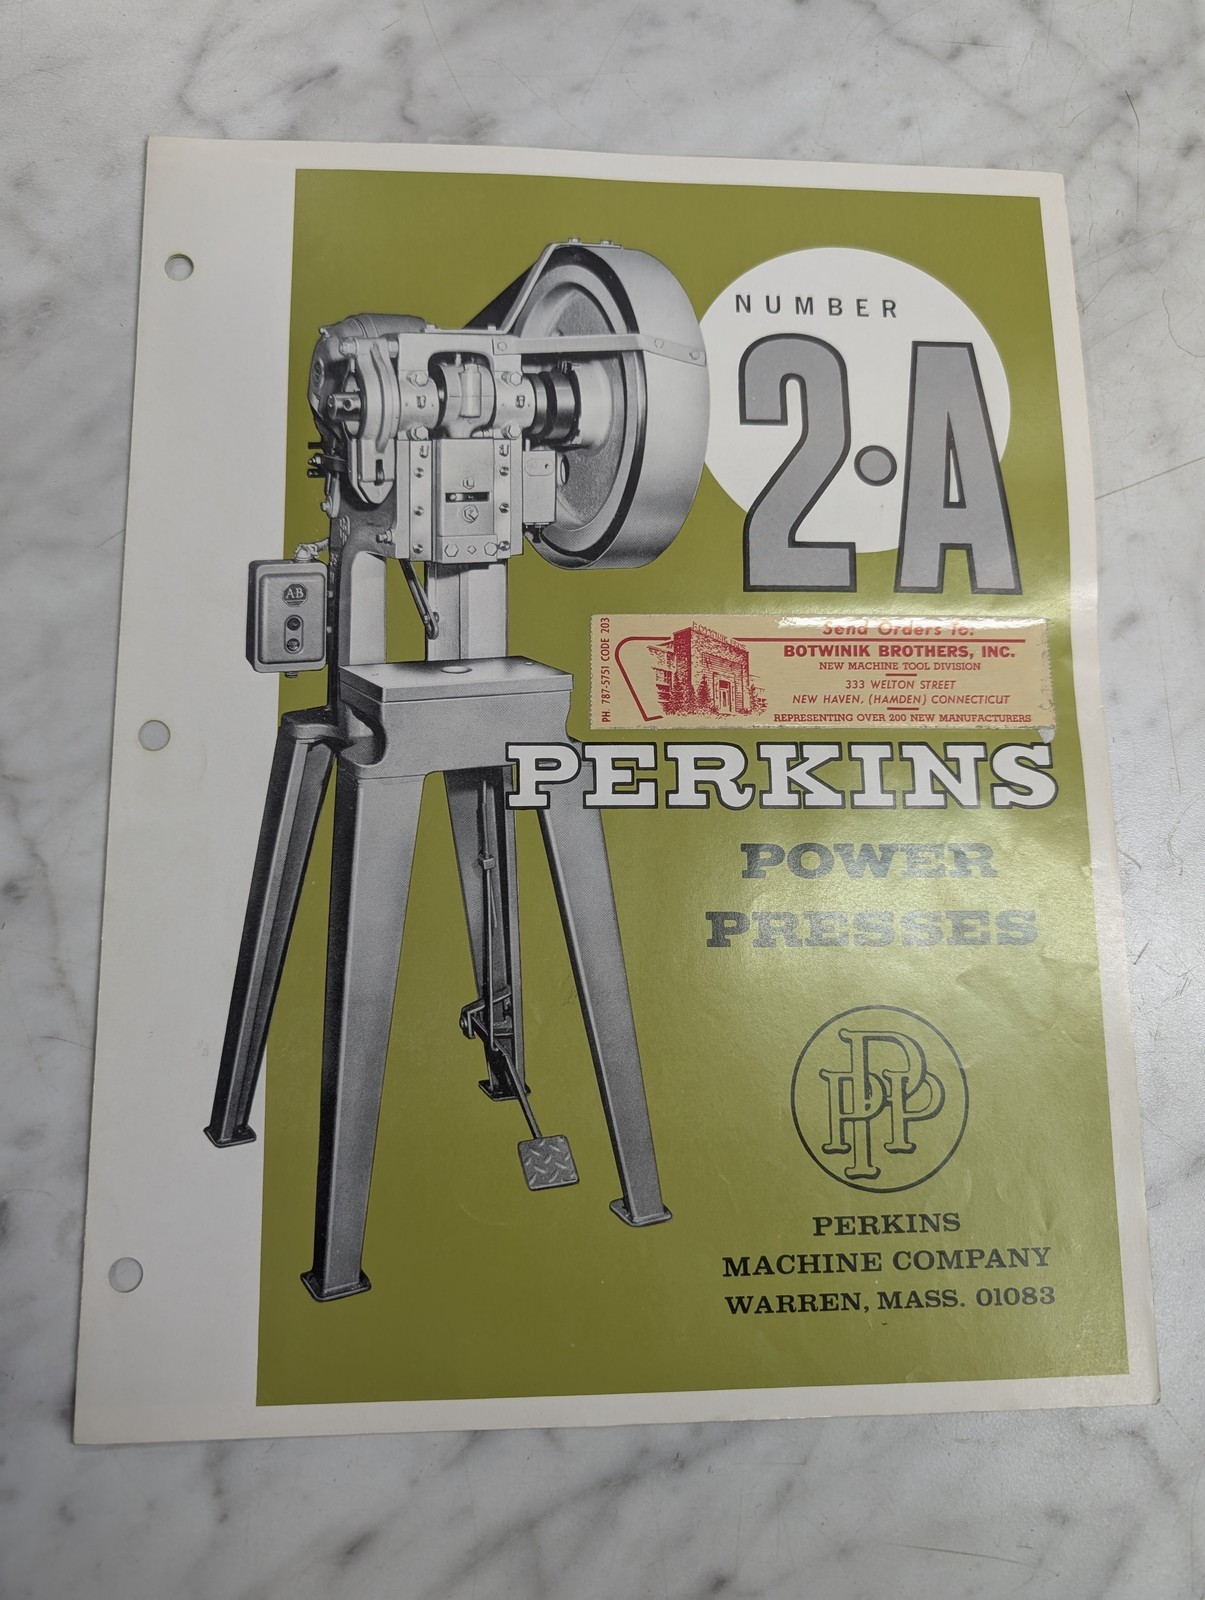 NUMBER
2·A
A-B
PH. 787-5751 CODE 203
Send Orders To:
BOTWINIK BROTHERS, INC.
NEW MACHINE TOOL DIVISION
333 WELTON STREET
NEW HAVEN, (HAMDEN) CONNECTICUT
REPRESENTING OVER 200 NEW MANUFACTURERS
PERKINS
POWER
PRESSES
PPP
PERKINS
MACHINE COMPANY
WARREN, MASS. 01083